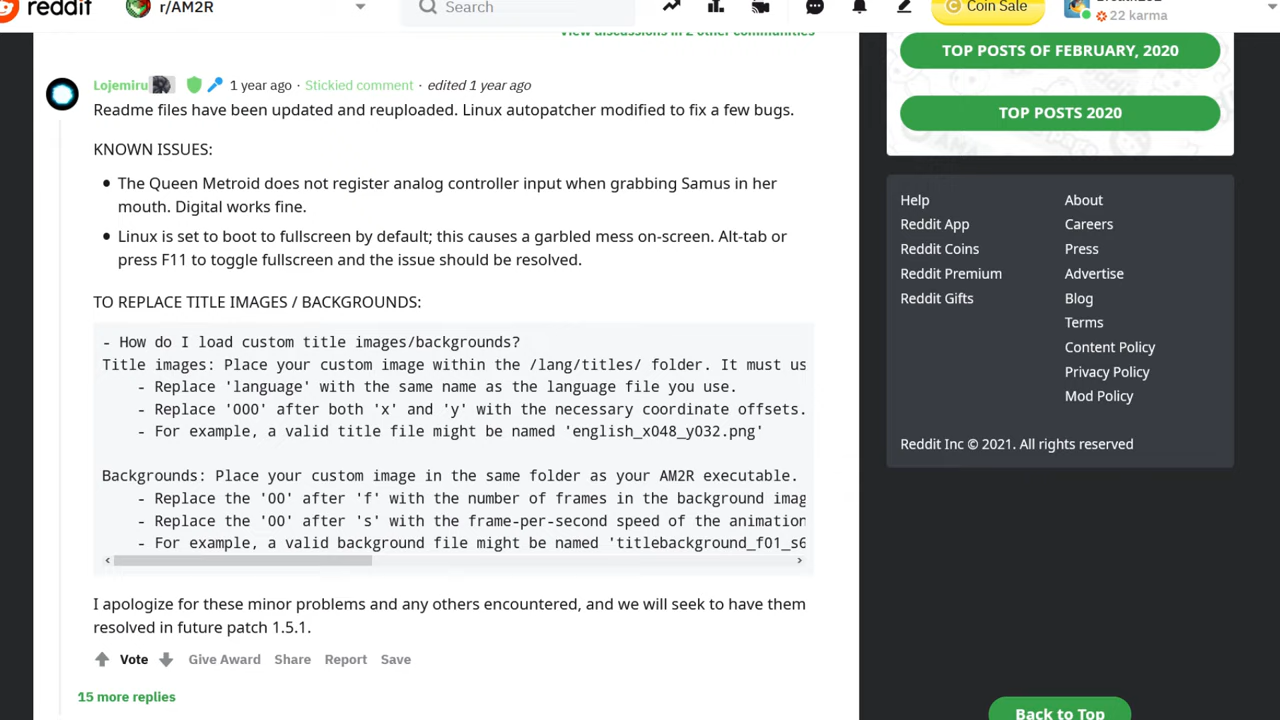 reddit
r/AM2R
Search
Coin Sale
22 karma
View discussions in 2 other communities
TOP POSTS OF FEBRUARY, 2020
TOP POSTS 2020
Lojemiru 1 year ago · Stickied comment · edited 1 year ago
Readme files have been updated and reuploaded. Linux autopatcher modified to fix a few bugs.
KNOWN ISSUES:
• The Queen Metroid does not register analog controller input when grabbing Samus in her
mouth. Digital works fine.
• Linux is set to boot to fullscreen by default; this causes a garbled mess on-screen. Alt-tab or
press F11 to toggle fullscreen and the issue should be resolved.
TO REPLACE TITLE IMAGES / BACKGROUNDS:
- How do I load custom title images/backgrounds?
Title images: Place your custom image within the /lang/titles/ folder. It must us
- Replace 'language' with the same name as the language file you use.
- Replace '000' after both 'x' and 'y' with the necessary coordinate offsets.
- For example, a valid title file might be named 'english_x048_y032.png'
Backgrounds: Place your custom image in the same folder as your AM2R executable.
- Replace the '00' after 'f' with the number of frames in the background imag
- Replace the '00' after 's' with the frame-per-second speed of the animation
- For example, a valid background file might be named 'titlebackground_f01_s6
I apologize for these minor problems and any others encountered, and we will seek to have them
resolved in future patch 1.5.1.
Vote Give Award Share Report Save
15 more replies
Help
Reddit App
Reddit Coins
Reddit Premium
Reddit Gifts
About
Careers
Press
Advertise
Blog
Terms
Content Policy
Privacy Policy
Mod Policy
Reddit Inc © 2021. All rights reserved
Back to Top